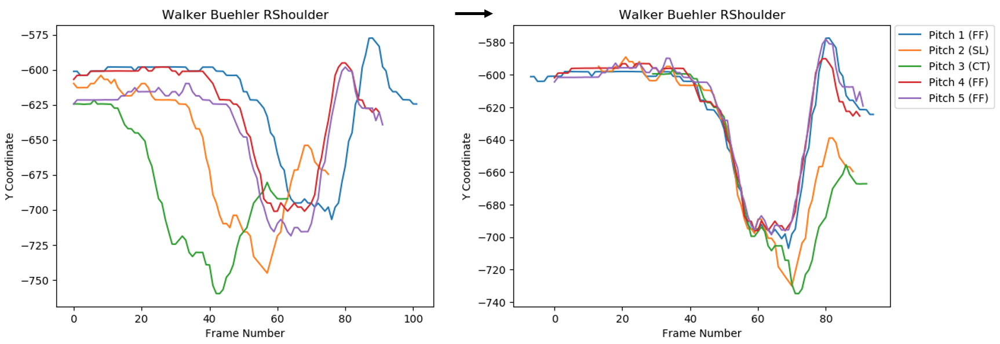 Walker Buehler RShoulder
−575
−600
−625
−650
−675
−700
−725
−750
Y Coordinate
0
20
40
60
80
100
Frame Number
Walker Buehler RShoulder
−580
−600
−620
−640
−660
−680
−700
−720
−740
Y Coordinate
0
20
40
60
80
Frame Number
Pitch 1 (FF)
Pitch 2 (SL)
Pitch 3 (CT)
Pitch 4 (FF)
Pitch 5 (FF)